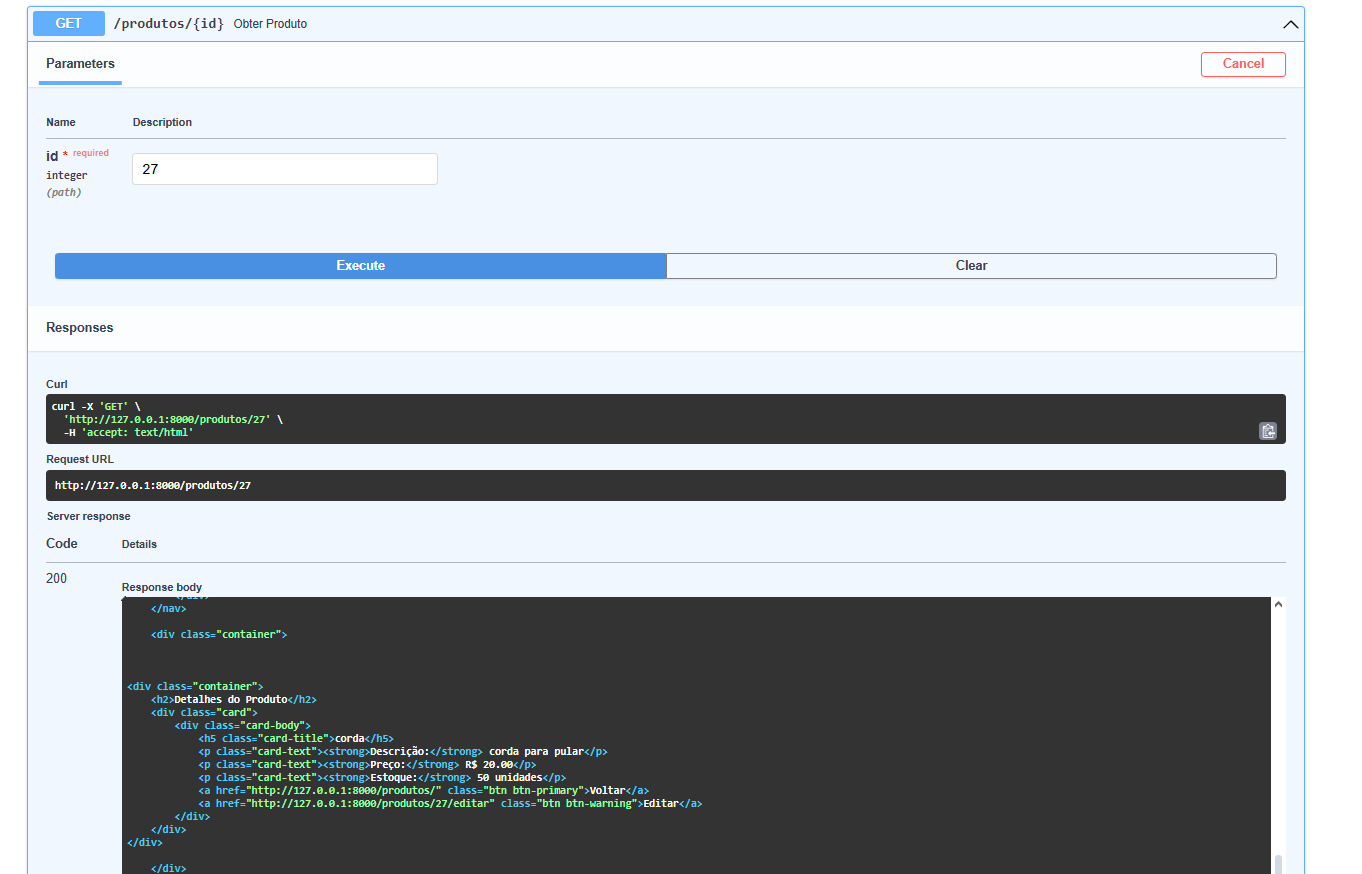 GET /produtos/{id} Obter Produto
Parameters
Cancel
Name Description
id * required
integer
(path)
27
Execute Clear
Responses
Curl
curl -X 'GET' \
'http://127.0.0.1:8000/produtos/27' \
-H 'accept: text/html'
Request URL
http://127.0.0.1:8000/produtos/27
Server response
Code Details
200
Response body
</nav>
<div class="container">
<div class="container">
<h2>Detalhes do Produto</h2>
<div class="card">
<div class="card-body">
<h5 class="card-title">corda</h5>
<p class="card-text"><strong>Descrição:</strong> corda para pular</p>
<p class="card-text"><strong>Preço:</strong> R$ 20.00</p>
<p class="card-text"><strong>Estoque:</strong> 50 unidades</p>
<a href="http://127.0.0.1:8000/produtos/" class="btn btn-primary">Voltar</a>
<a href="http://127.0.0.1:8000/produtos/27/editar" class="btn btn-warning">Editar</a>
</div>
</div>
</div>
</div>